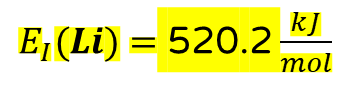 E_I(Li) = 520.2 kJ/mol